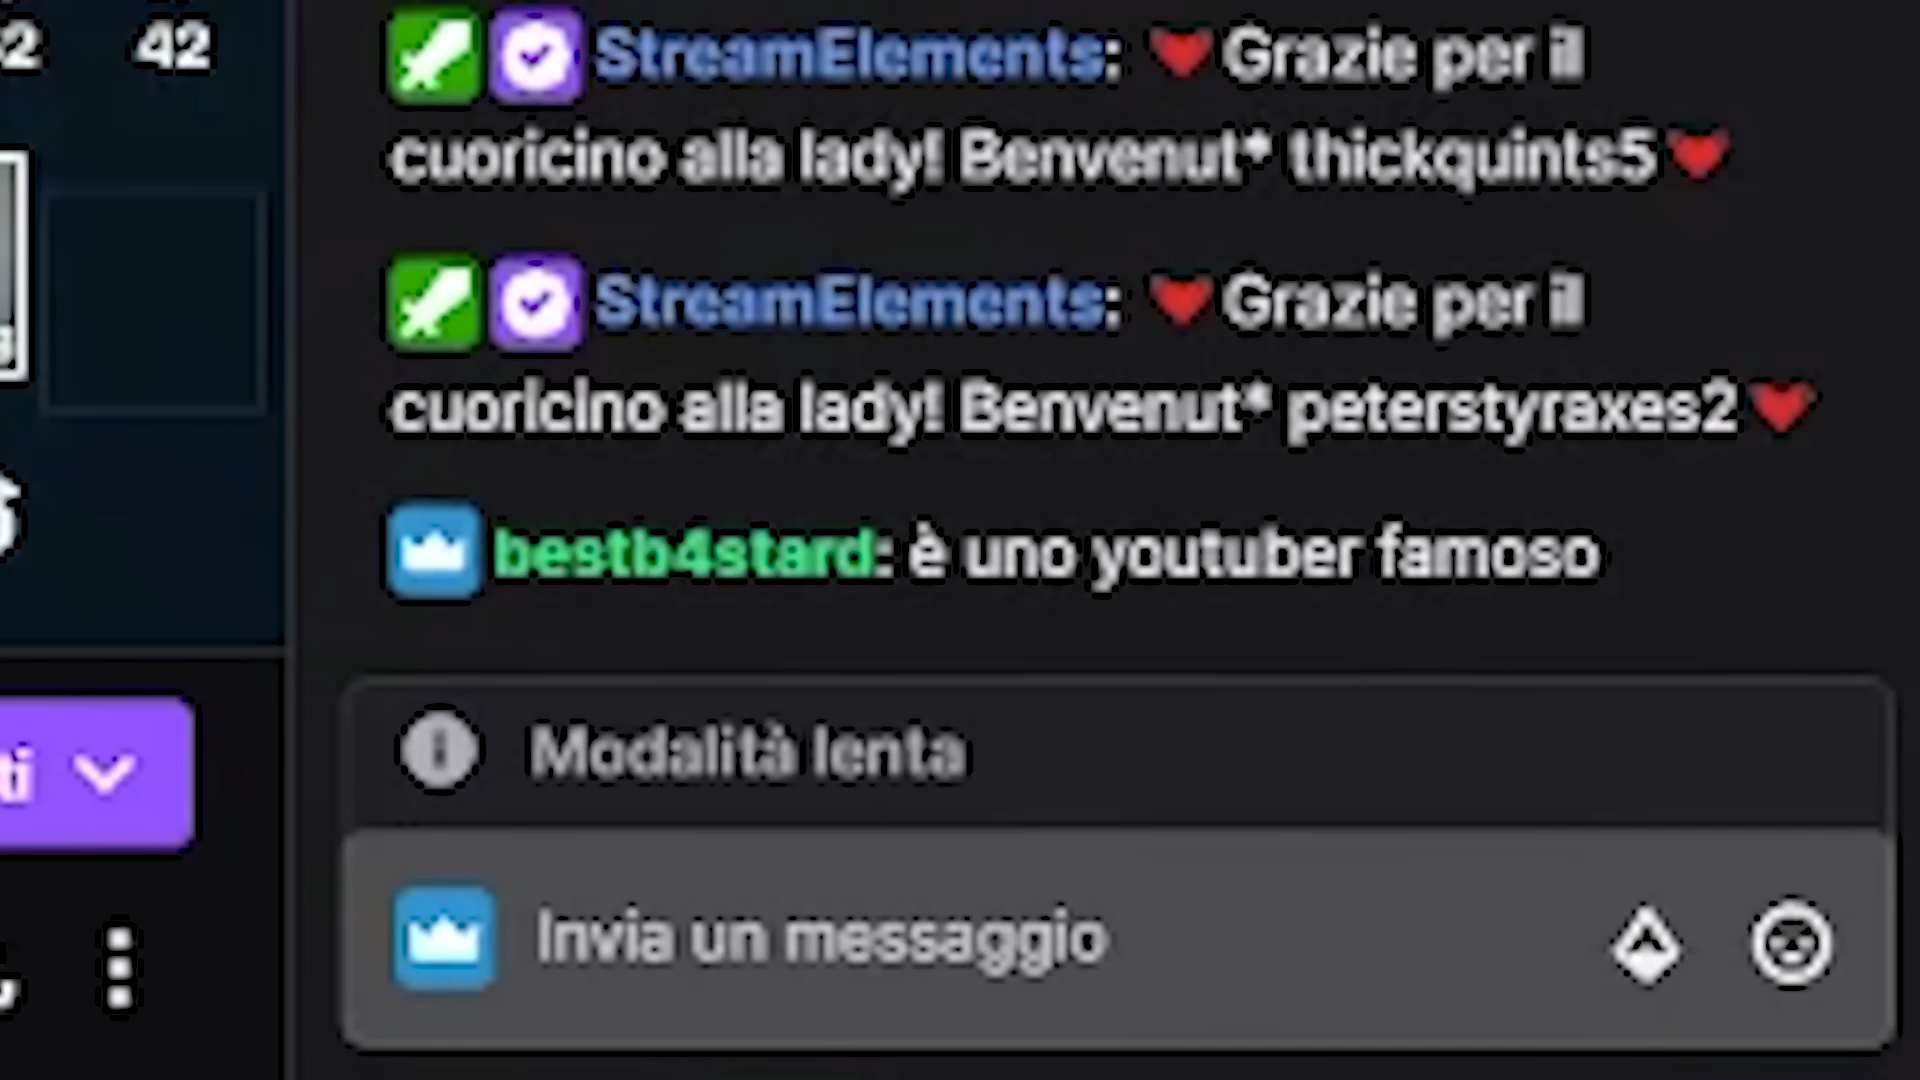 42
StreamElements: ❤Grazie per il
cuoricino alla lady! Benvenut* thickquints5❤
StreamElements: ❤Grazie per il
cuoricino alla lady! Benvenut* peterstyraxes2❤
bestb4stard: è uno youtuber famoso
Modalità lenta
ti
Invia un messaggio